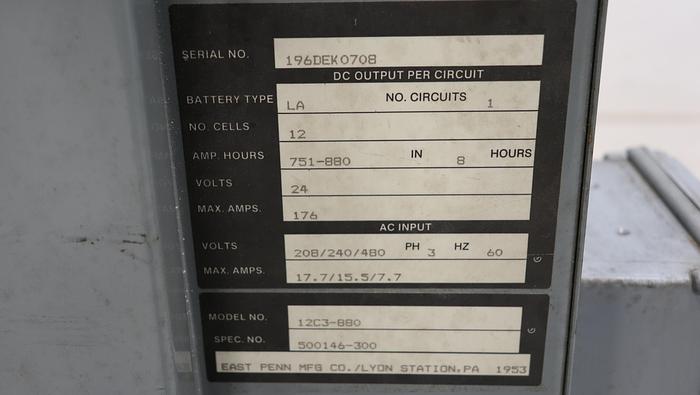 SERIAL NO. 196DEK0708
DC OUTPUT PER CIRCUIT
BATTERY TYPE LA NO. CIRCUITS 1
NO. CELLS 12
AMP. HOURS 751-880 IN 8 HOURS
VOLTS 24
MAX. AMPS. 176
AC INPUT
VOLTS 208/240/480 PH 3 HZ 60
MAX. AMPS. 17.7/15.5/7.7
G
MODEL NO. 12C3-880
SPEC. NO. 500146-300
G
EAST PENN MFG CO./LYON STATION,PA 1953